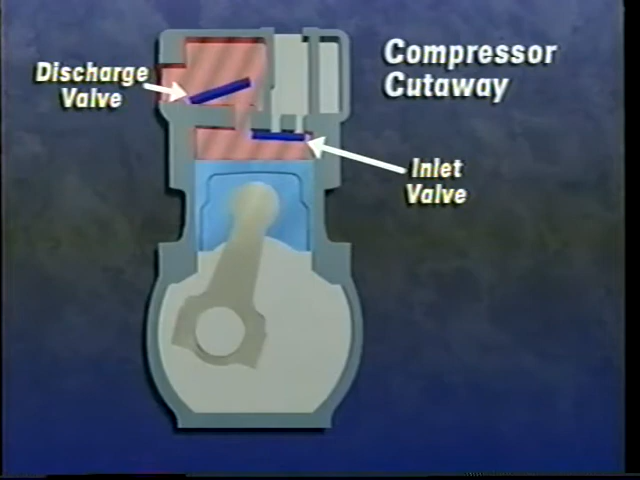 Compressor
Cutaway
Discharge
Valve
Inlet
Valve